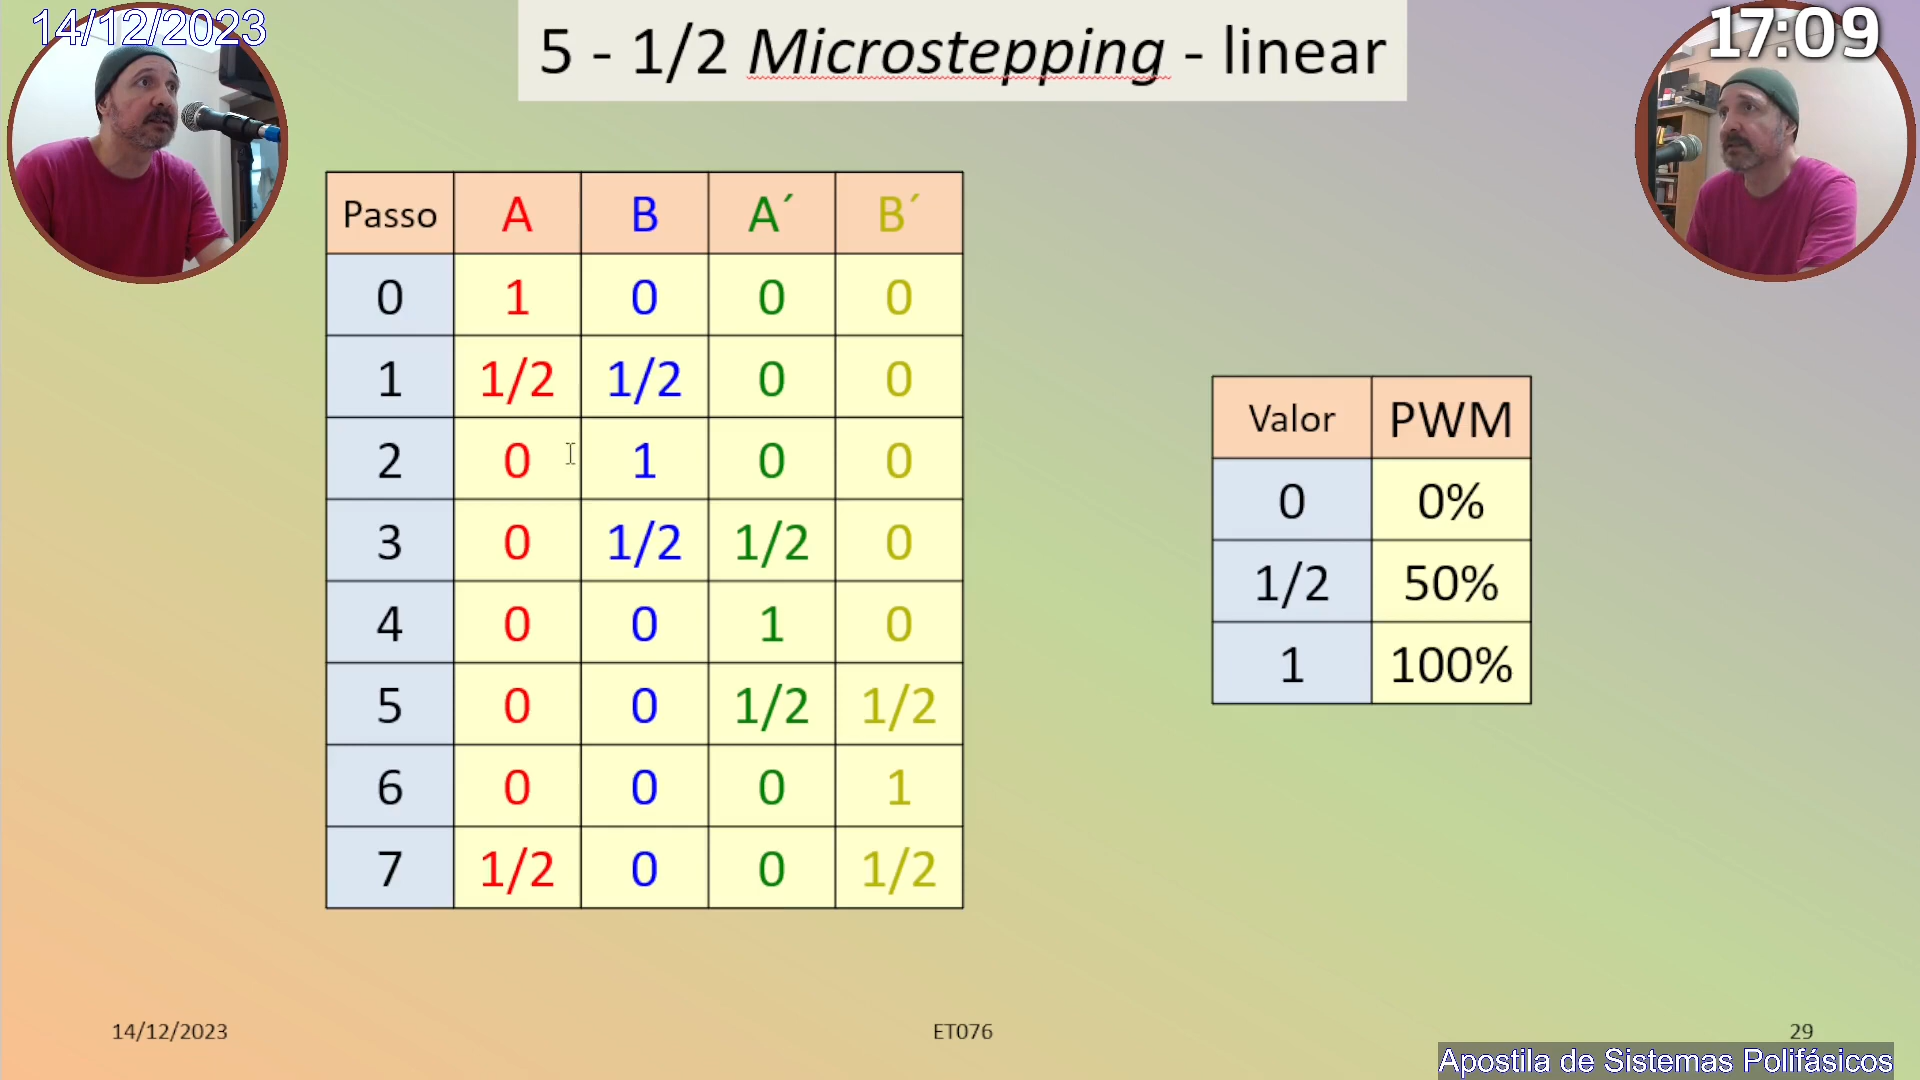 14/12/2023
17:09
5 - 1/2 Microstepping - linear
Passo A B A´ B´
0 1 0 0 0
1 1/2 1/2 0 0
2 0 1 0 0
3 0 1/2 1/2 0
4 0 0 1 0
5 0 0 1/2 1/2
6 0 0 0 1
7 1/2 0 0 1/2
Valor PWM
0 0%
1/2 50%
1 100%
14/12/2023
ET076
29
Apostila de Sistemas Polifásicos